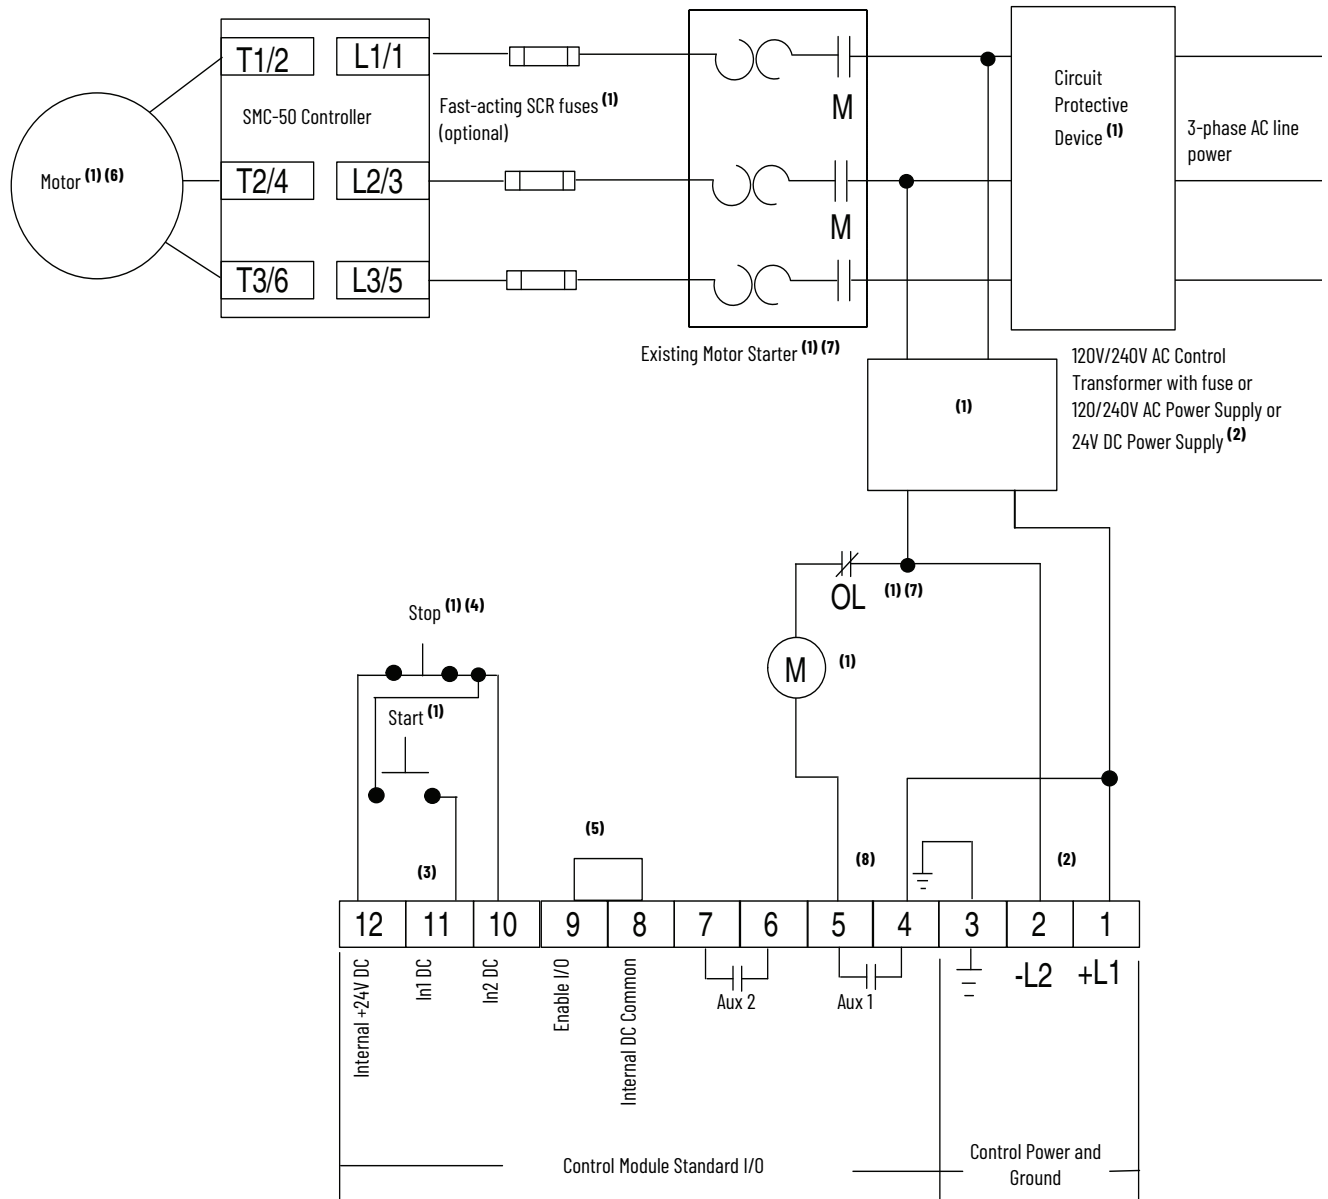 T1/2
L1/1
SMC-50 Controller
T2/4
L2/3
T3/6
L3/5
Motor (1) (6)
Fast-acting SCR fuses (1)
(optional)
M
M
Existing Motor Starter (1) (7)
Circuit
Protective
Device (1)
3-phase AC line
power
(1)
120V/240V AC Control
Transformer with fuse or
120/240V AC Power Supply or
24V DC Power Supply (2)
OL
(1) (7)
M
(1)
Stop (1) (4)
Start (1)
(3)
(5)
(8)
(2)
12
11
10
9
8
7
6
5
4
3
2
1
Internal +24V DC
In1 DC
In2 DC
Enable I/O
Internal DC Common
Aux 2
Aux 1
-L2
+L1
Control Module Standard I/O
Control Power and
Ground